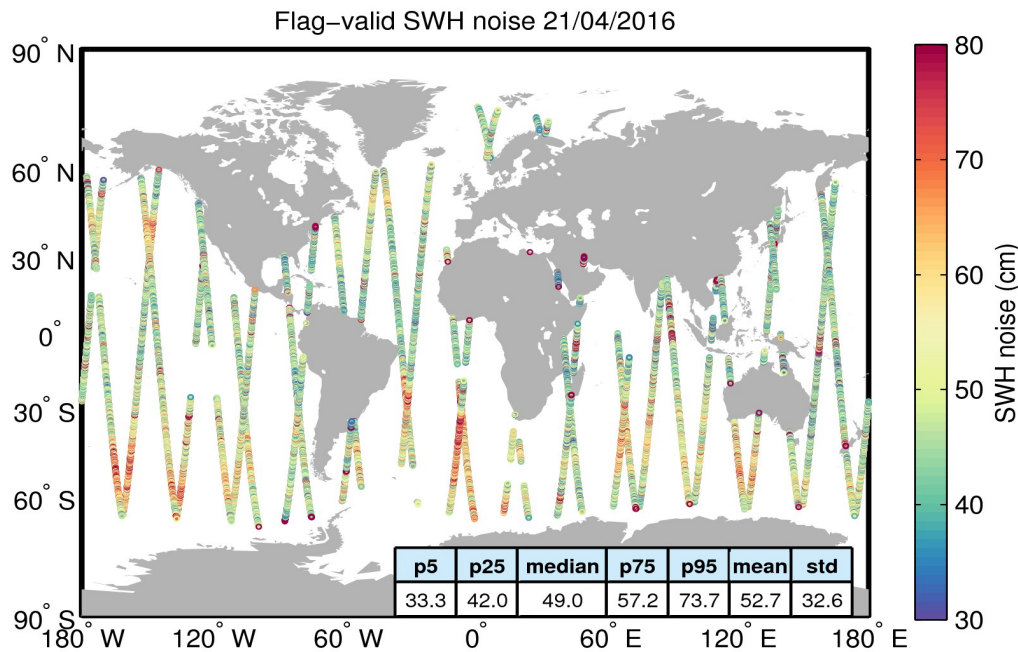 Flag−valid SWH noise 21/04/2016
90° N
60° N
30° N
0°
30° S
60° S
90° S
180° W
120° W
60° W
0°
60° E
120° E
180° E
p5 p25 median p75 p95 mean std
33.3 42.0 49.0 57.2 73.7 52.7 32.6
80
70
60
50
40
30
SWH noise (cm)